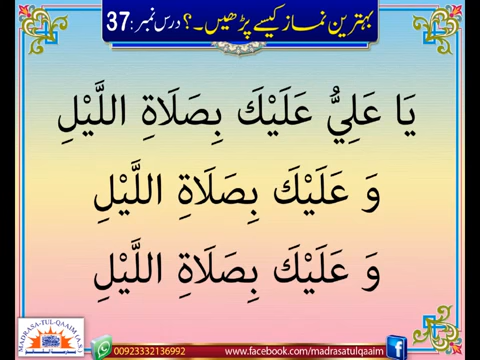 بہترین نماز کیسے پڑھیں۔؟ درس نمبر: 37
يَا عَلِيُّ عَلَيْكَ بِصَلَاةِ اللَّيْلِ
وَ عَلَيْكَ بِصَلَاةِ اللَّيْلِ
وَ عَلَيْكَ بِصَلَاةِ اللَّيْلِ
MADRASA-TUL-QAAIM (A.S)
00923332136992 www.facebook.com/madrasatulqaaim